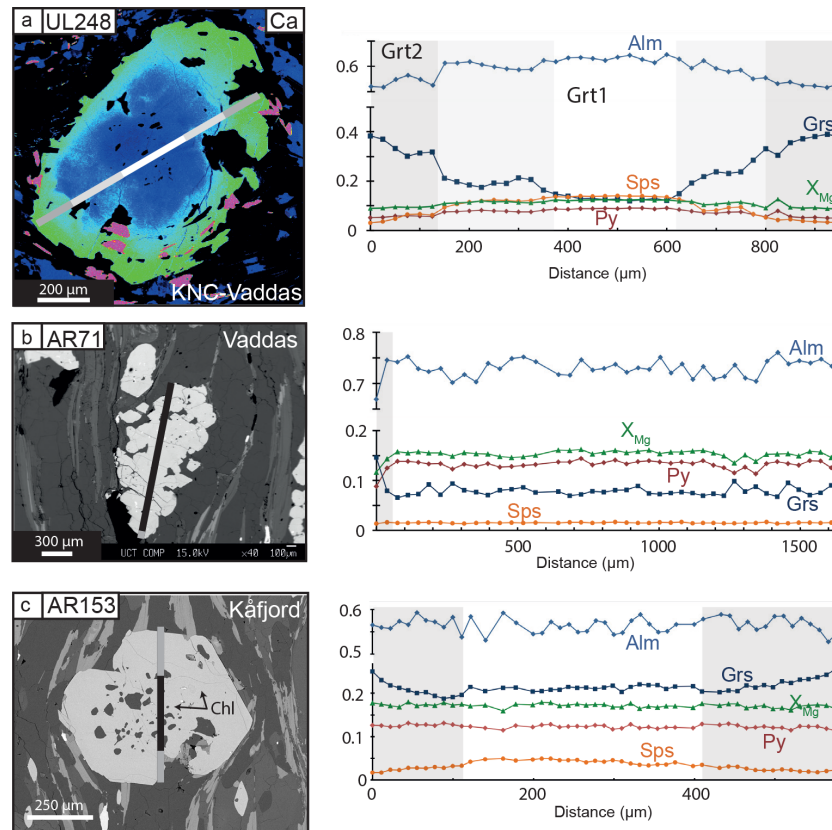 a UL248 Ca
200 µm
KNC-Vaddas
Grt2
Alm
0.6
Grt1
0.4
Grs
0.2
Sps
X Mg
Py
0
0 200 400 600 800
Distance (µm)
b AR71 Vaddas
300 µm
UCT COMP 15.0kV ×40 100µm
0.8
Alm
0.7
0.2
X Mg
0.1
Py
Grs
Sps
0
500 1000 1500
Distance (µm)
c AR153 Kåfjord
Chl
250 µm
0.6
Alm
0.5
Grs
0.2
X Mg
Py
0.1
Sps
0
0 200 400
Distance (µm)